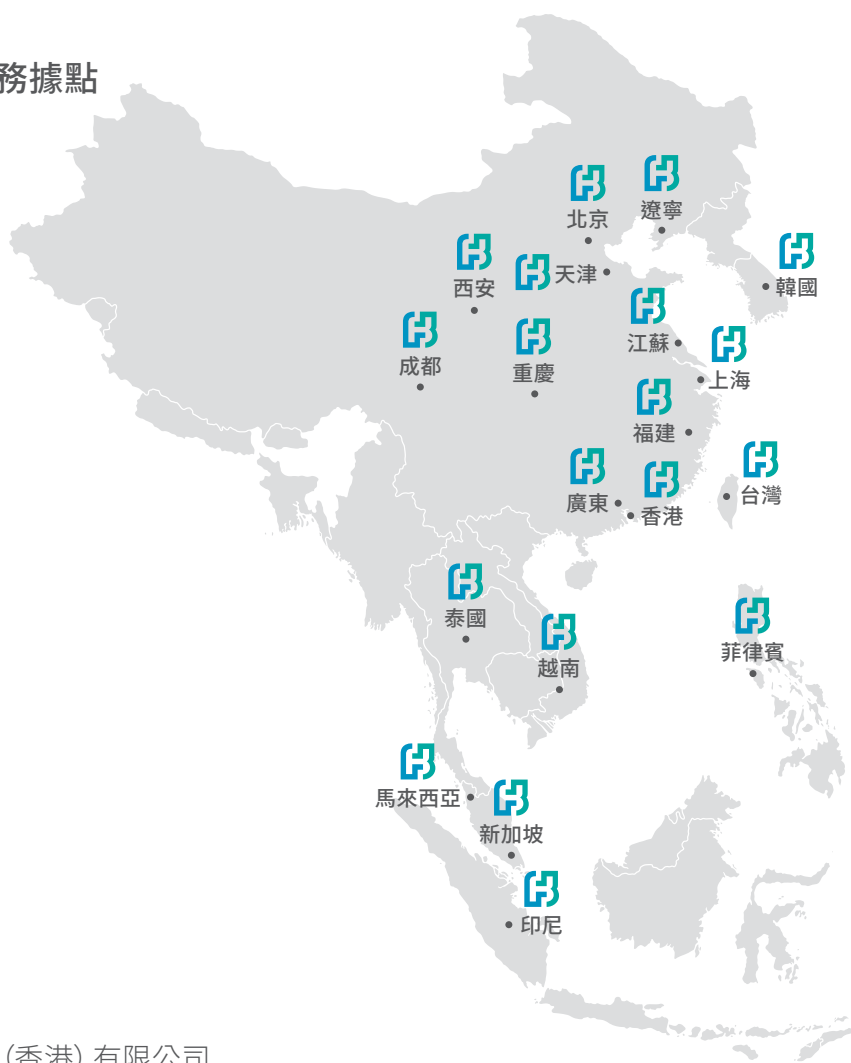 務據點
遼寧
北京
天津
韓國
西安
江蘇
成都
重慶
上海
福建
台灣
廣東
香港
泰國
菲律賓
越南
馬來西亞
新加坡
印尼
(香港) 有限公司